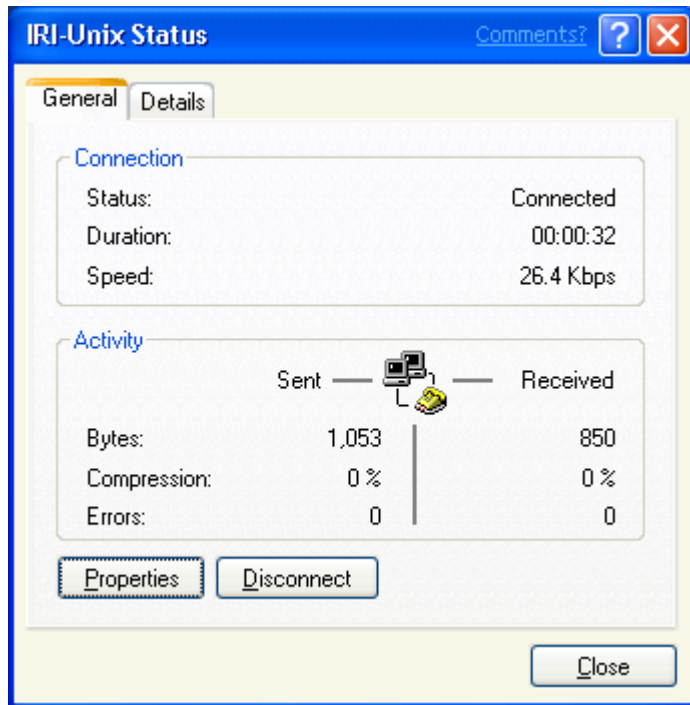 IRI-Unix Status Comments? ?
General Details
Connection
Status: Connected
Duration: 00:00:32
Speed: 26.4 Kbps
Activity
Sent Received
Bytes: 1,053 850
Compression: 0 % 0 %
Errors: 0 0
Properties Disconnect
Close